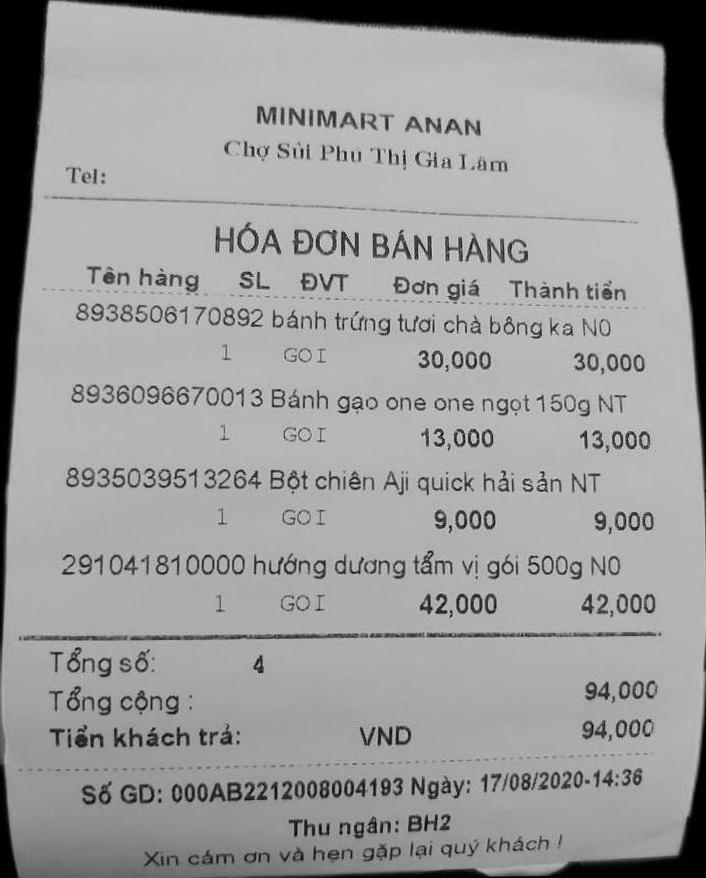 MINIMART ANAN
Chợ Sủi Phú Thị Gia Lâm
Tel:
HÓA ĐƠN BÁN HÀNG
Tên hàng SL ĐVT Đơn giá Thành tiền
8938506170892 bánh trứng tươi chà bông ka N0
1 GOI 30,000 30,000
8936096670013 Bánh gạo one one ngọt 150g NT
1 GOI 13,000 13,000
8935039513264 Bột chiên Aji quick hải sản NT
1 GOI 9,000 9,000
291041810000 hướng dương tẩm vị gói 500g N0
1 GOI 42,000 42,000
Tổng số: 4
Tổng cộng : 94,000
Tiền khách trả: VND 94,000
Số GD: 000AB2212008004193 Ngày: 17/08/2020-14:36
Thu ngân: BH2
Xin cám ơn và hẹn gặp lại quý khách !